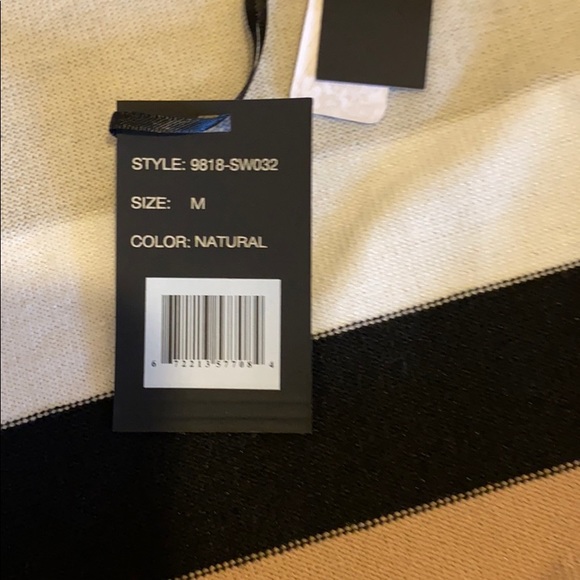 STYLE: 9818-SW032
SIZE: M
COLOR: NATURAL
6 72213 57708 4